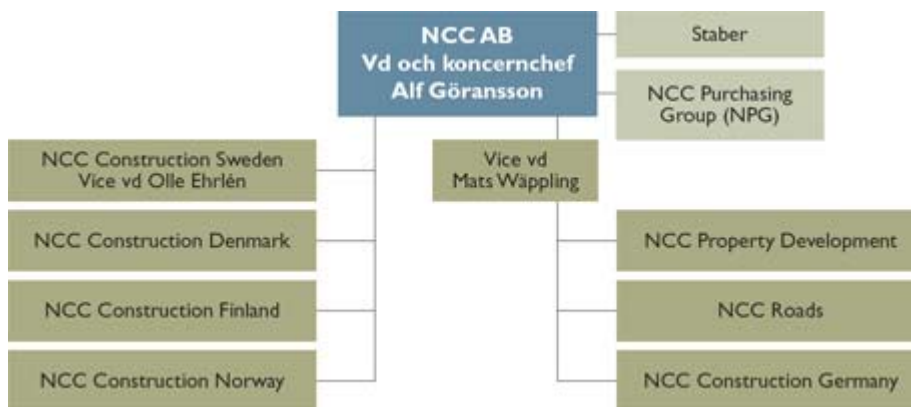 NCC AB
Vd och koncernchef
Alf Göransson
Staber
NCC Purchasing
Group (NPG)
NCC Construction Sweden
Vice vd Olle Ehrlén
Vice vd
Mats Wäppling
NCC Construction Denmark
NCC Property Development
NCC Construction Finland
NCC Roads
NCC Construction Norway
NCC Construction Germany